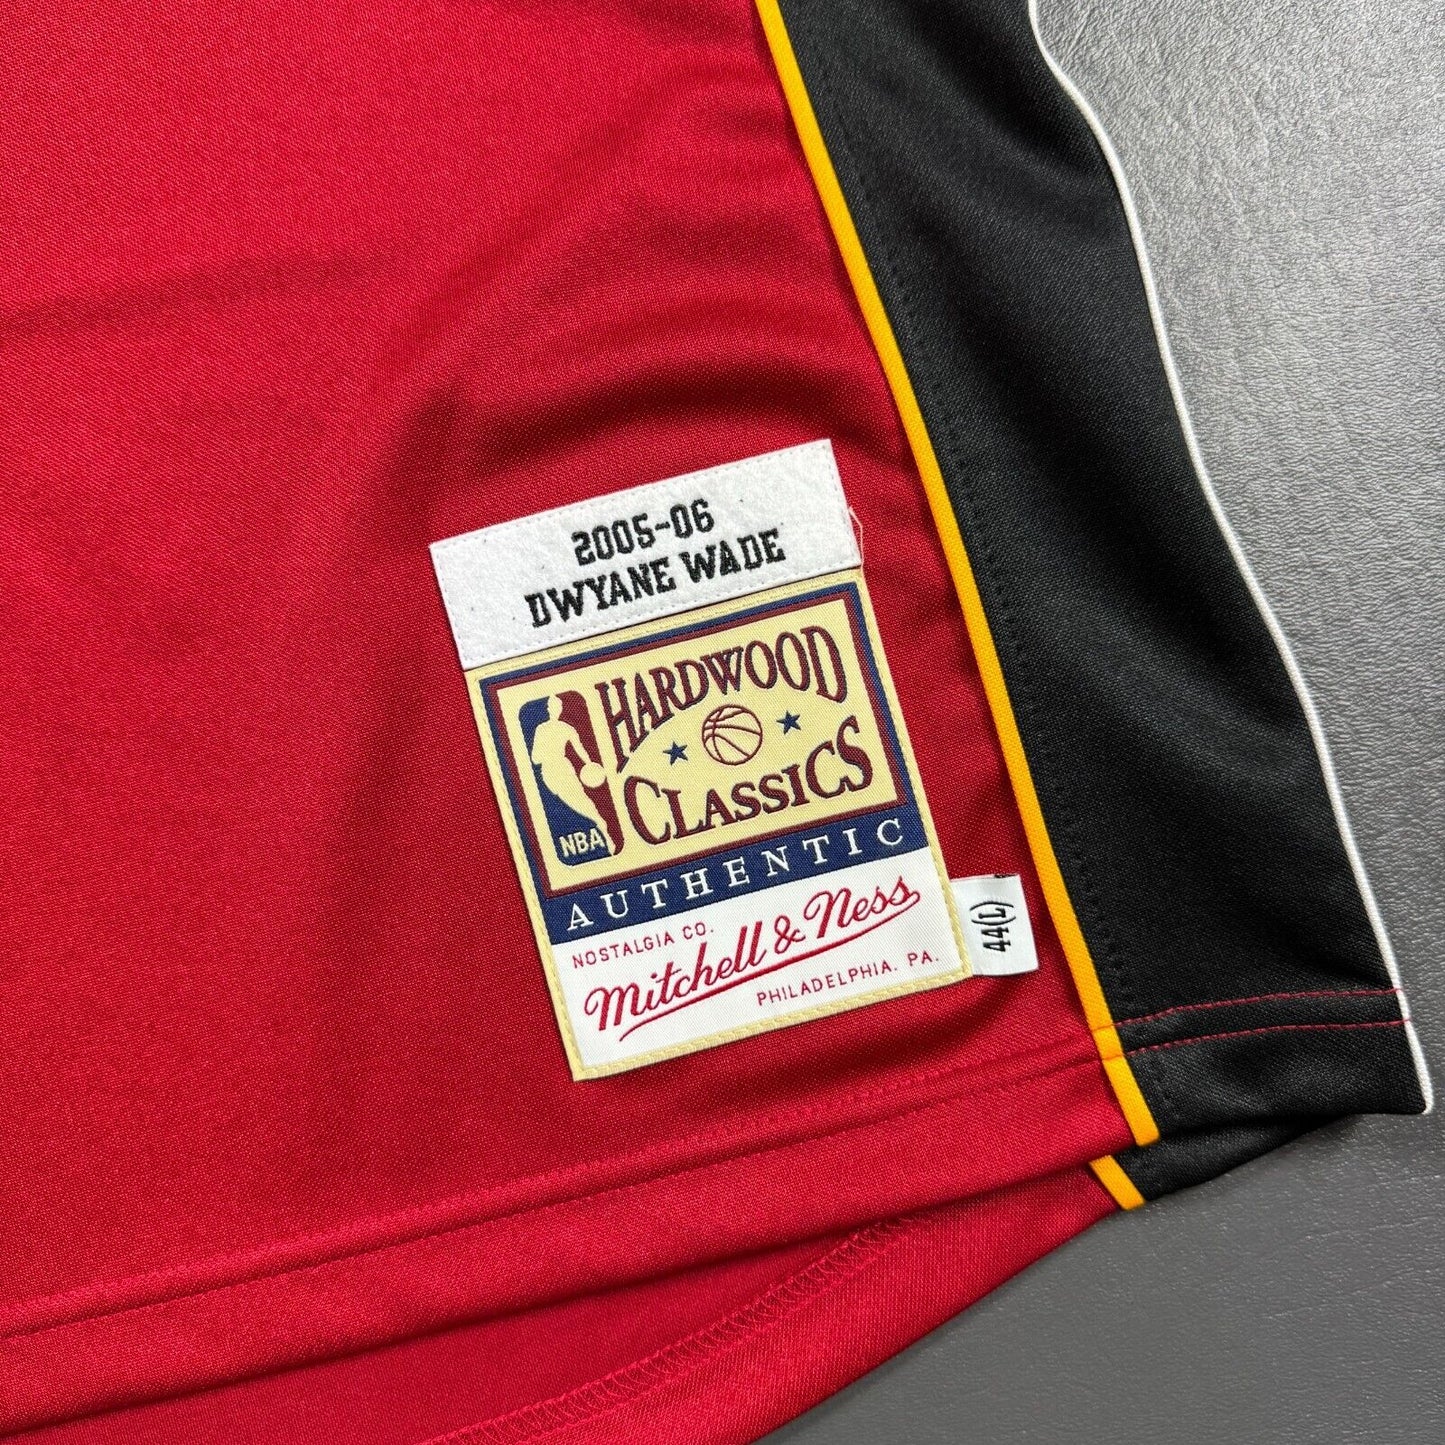 2005-06
DWYANE WADE
HARDWOOD
CLASSICS
NBA
AUTHENTIC
NOSTALGIA CO.
Mitchell & Ness
PHILADELPHIA, PA.
44(L)